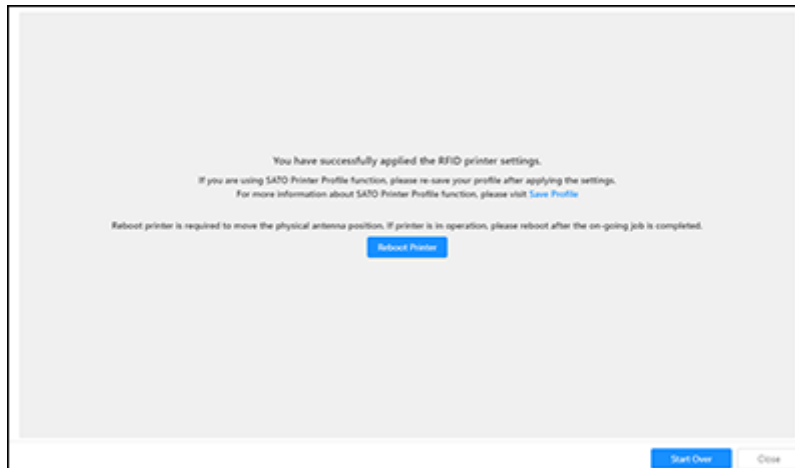 You have successfully applied the RFID printer settings.
If you are using SATO Printer Profile function, please re-save your profile after applying the settings.
For more information about SATO Printer Profile function, please visit Save Profile
Reboot printer is required to move the physical antenna position. If printer is in operation, please reboot after the on-going job is completed.
Reboot Printer
Start Over
Close